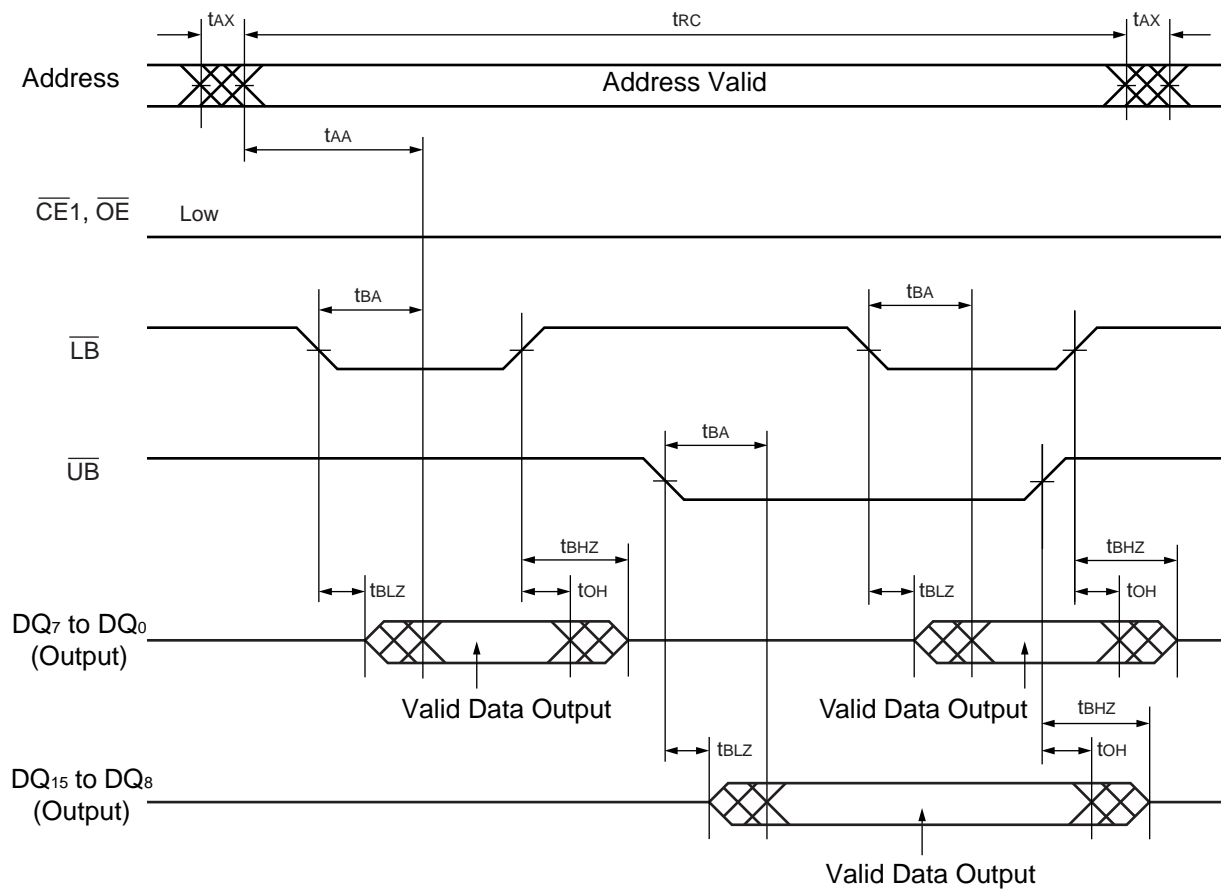 tAX tRC tAX
Address Address Valid
tAA
CE1, OE Low
tBA tBA
LB
tBA
UB
tBHZ tBHZ
tBLZ tOH tBLZ tOH
DQ7 to DQ0
(Output)
Valid Data Output Valid Data Output
tBHZ
tBLZ tOH
DQ15 to DQ8
(Output)
Valid Data Output